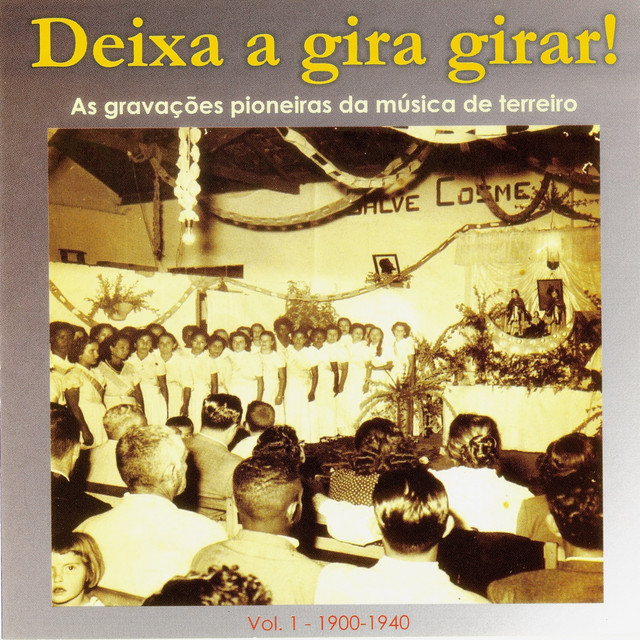 Deixa a gira girar!
As gravações pioneiras da música de terreiro
SALVE COSME
Vol. 1 - 1900-1940